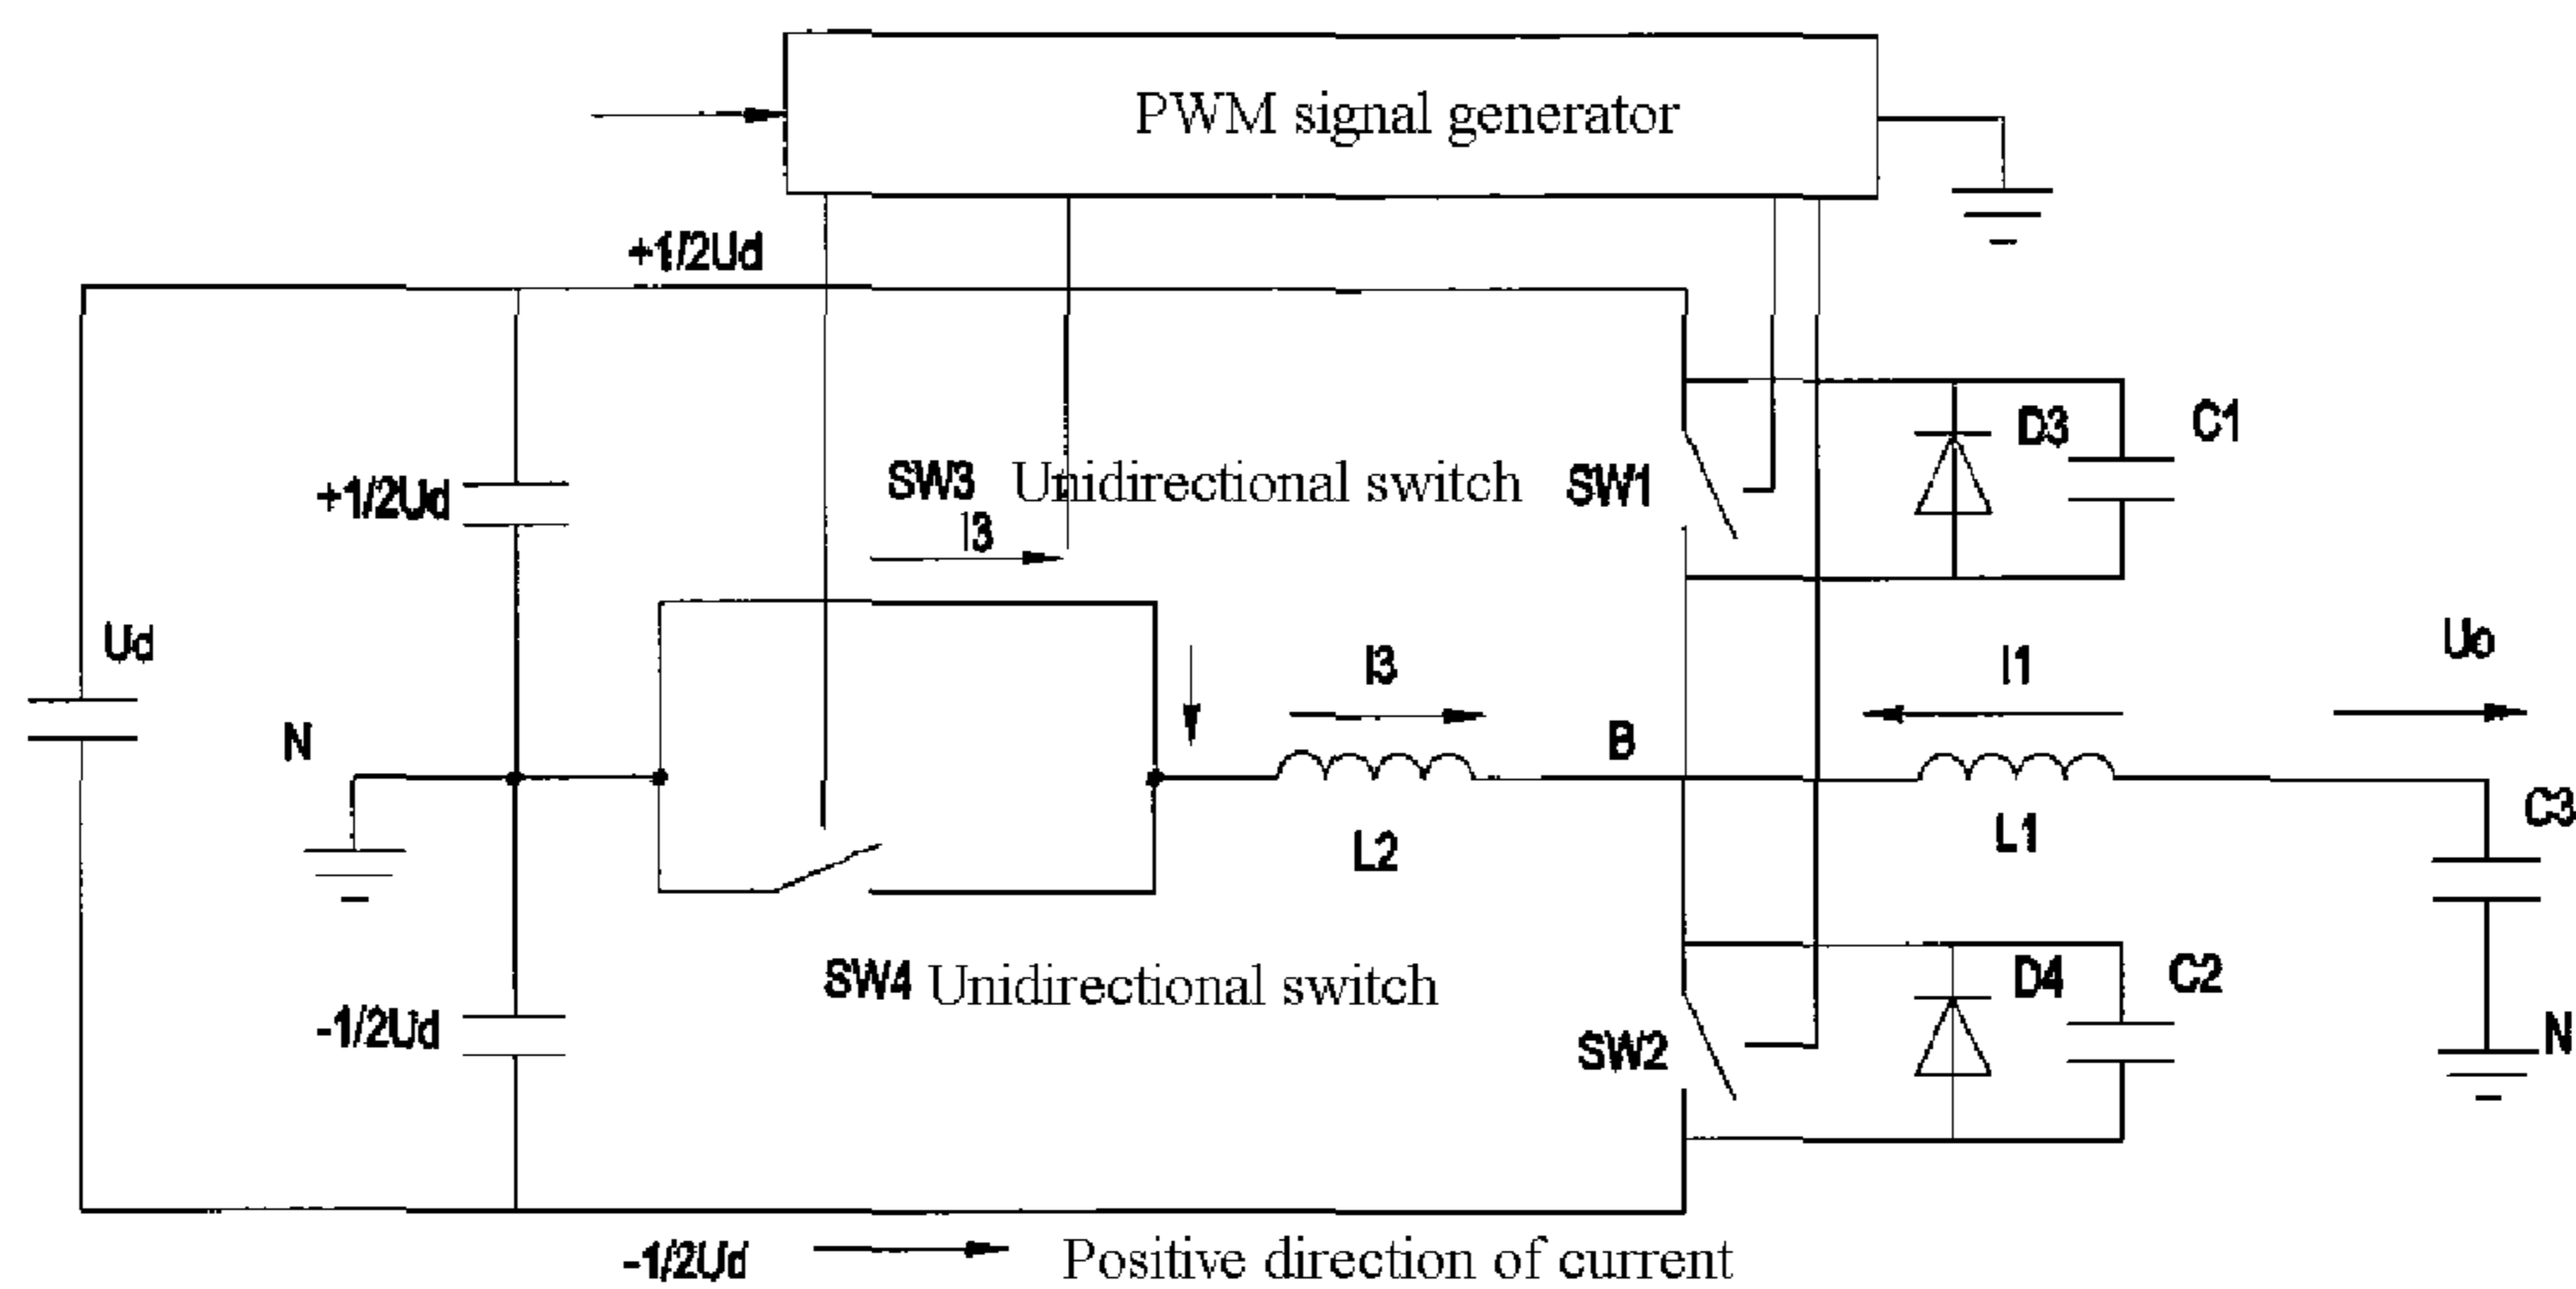 PWM signal generator
+1/2Ud
D3
C1
SW3 Unidirectional switch
SW1
+1/2Ud
I3
Ud
I3
I1
Uo
N
B
C3
L2
L1
SW4 Unidirectional switch
D4
C2
-1/2Ud
SW2
N
-1/2Ud
Positive direction of current